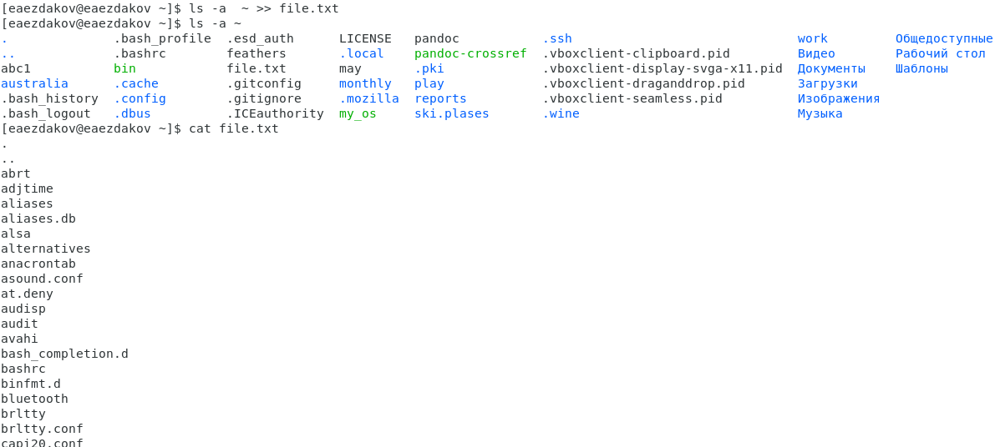 [eaezdakov@eaezdakov ~]$ ls -a  ~ >> file.txt
[eaezdakov@eaezdakov ~]$ ls -a ~
.              .bash_profile  .esd_auth      LICENSE   pandoc           .ssh                              work         Общедоступные
..             .bashrc        feathers       .local    pandoc-crossref  .vboxclient-clipboard.pid         Видео        Рабочий стол
abc1           bin            file.txt       may       .pki             .vboxclient-display-svga-x11.pid  Документы    Шаблоны
australia      .cache         .gitconfig     monthly   play             .vboxclient-draganddrop.pid       Загрузки
.bash_history  .config        .gitignore     .mozilla  reports          .vboxclient-seamless.pid          Изображения
.bash_logout   .dbus          .ICEauthority  my_os     ski.plases       .wine                             Музыка
[eaezdakov@eaezdakov ~]$ cat file.txt
.
..
abrt
adjtime
aliases
aliases.db
alsa
alternatives
anacrontab
asound.conf
at.deny
audisp
audit
avahi
bash_completion.d
bashrc
binfmt.d
bluetooth
brltty
brltty.conf
capi20.conf